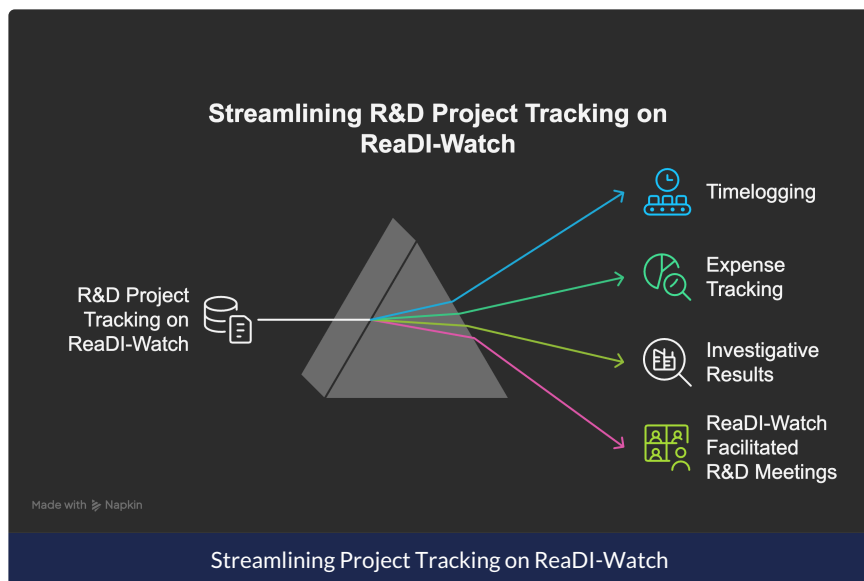 Streamlining R&D Project Tracking on
ReaDI-Watch
R&D Project
Tracking on
ReaDI-Watch
Timelogging
Expense
Tracking
Investigative
Results
ReaDI-Watch
Facilitated
R&D Meetings
Made with Napkin
Streamlining Project Tracking on ReaDI-Watch